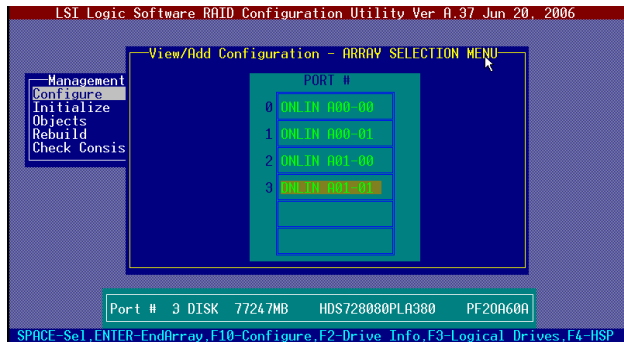 LSI Logic Software RAID Configuration Utility Ver A.37 Jun 20, 2006
View/Add Configuration - ARRAY SELECTION MENU
Management
Configure
Initialize
Objects
Rebuild
Check Consis
PORT #
0 ONLIN A00-00
1 ONLIN A00-01
2 ONLIN A01-00
3 ONLIN A01-01
Port # 3 DISK 77247MB HDS728080PLA380 PF2OA60A
SPACE-Sel,ENTER-EndArray,F10-Configure,F2-Drive Info,F3-Logical Drives,F4-HSP